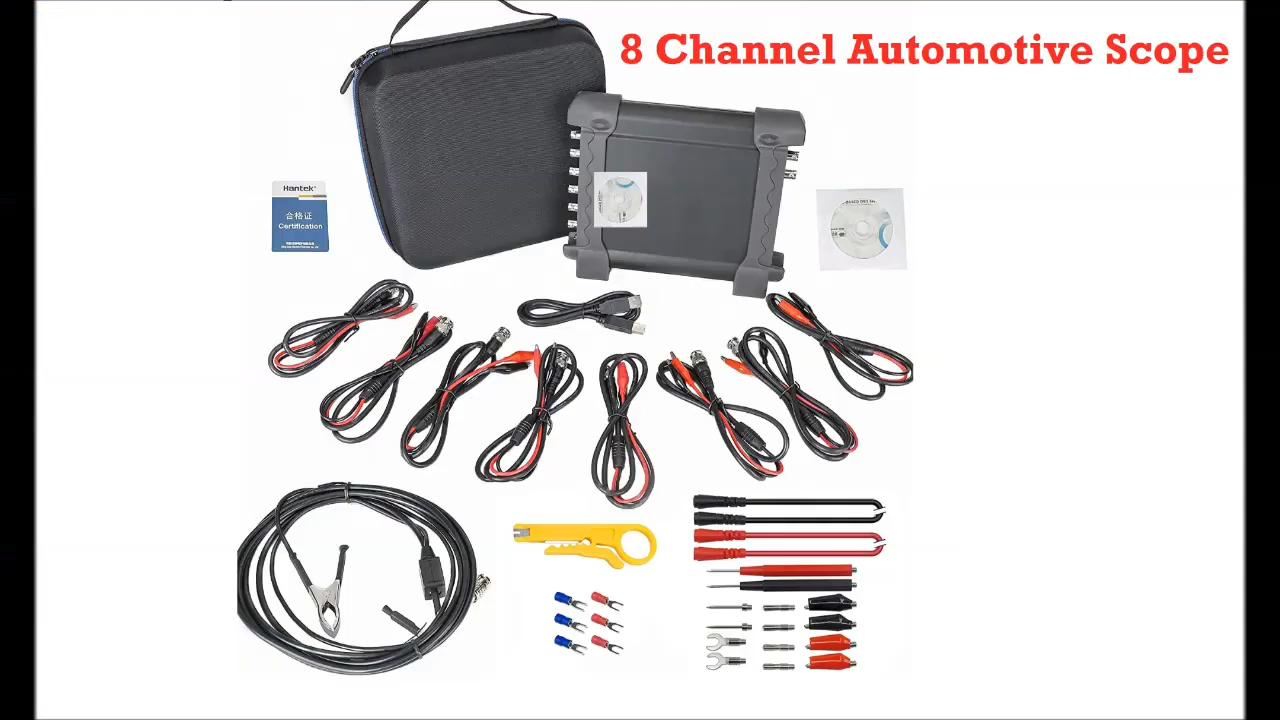 8 Channel Automotive Scope
Hantek
合格证
Certification